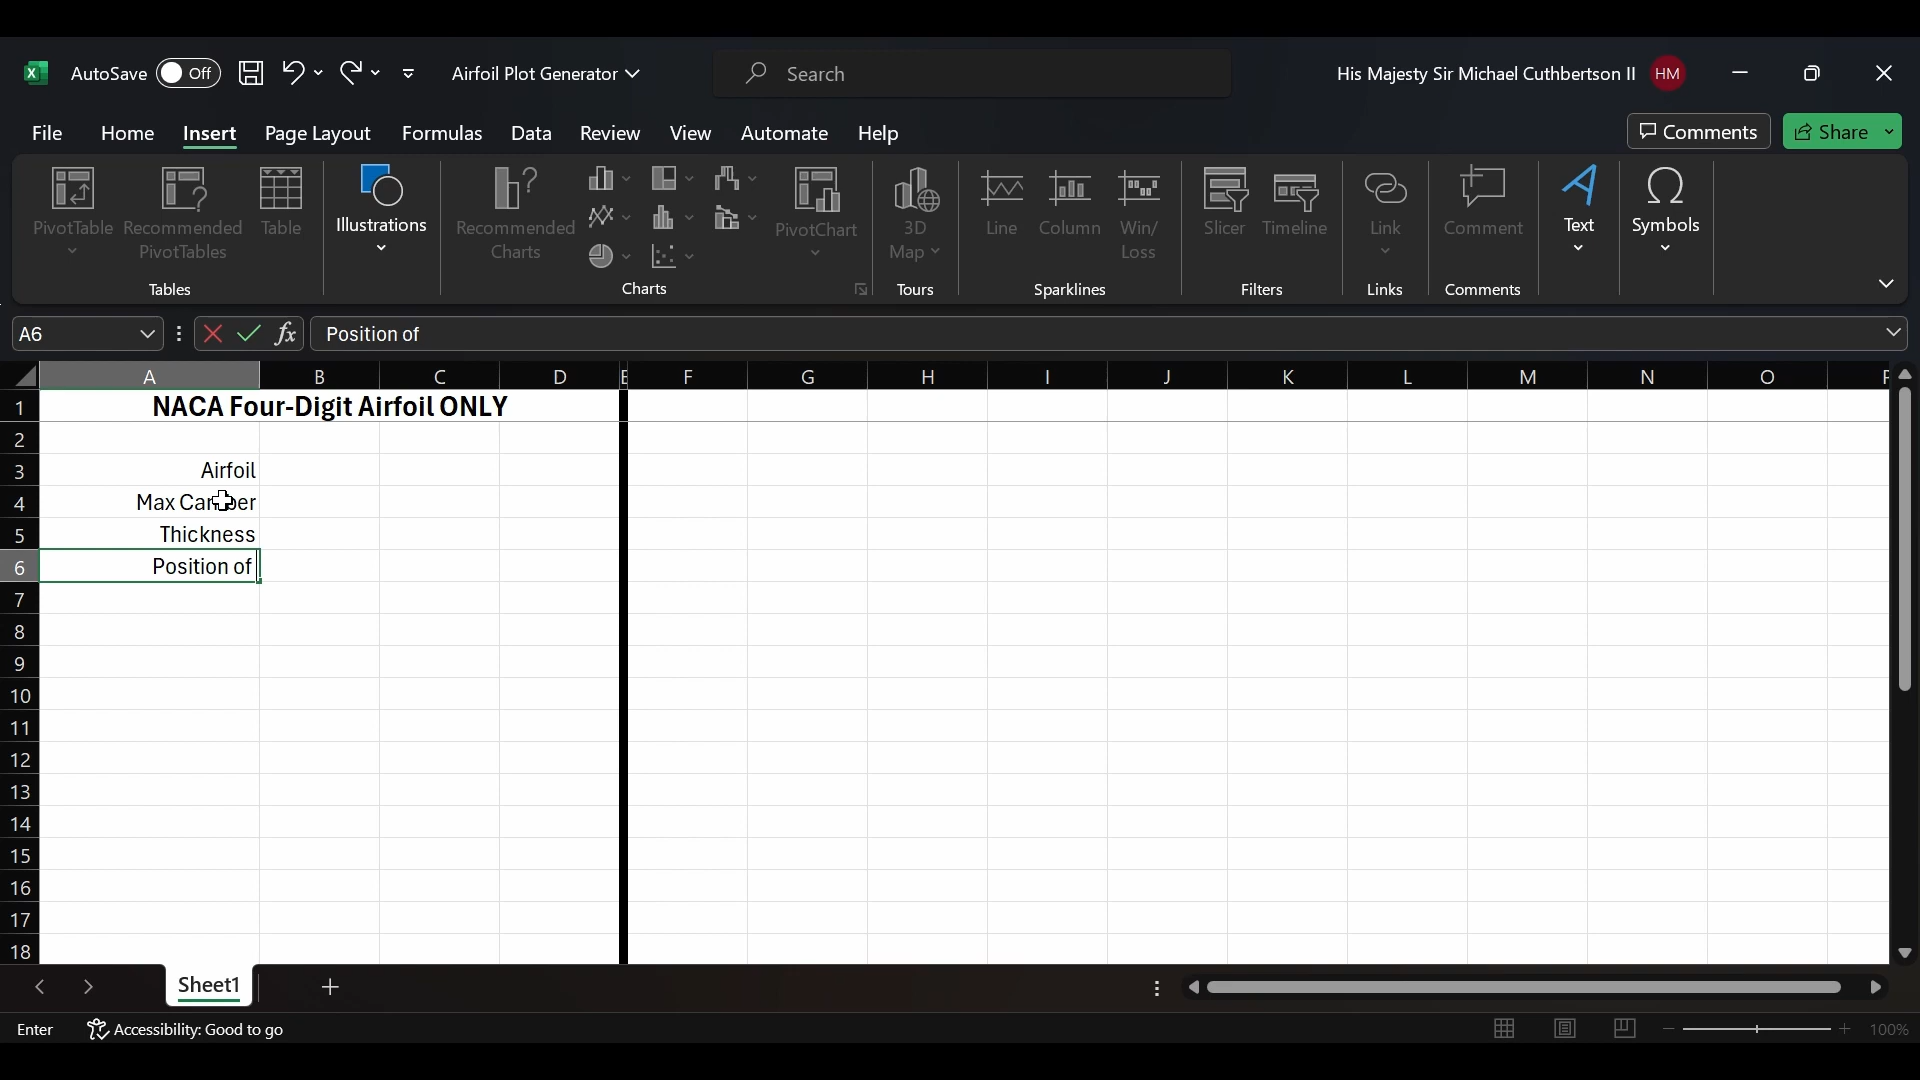 AutoSave Off Airfoil Plot Generator Search His Majesty Sir Michael Cuthbertson II HM
File Home Insert Page Layout Formulas Data Review View Automate Help Comments Share
PivotTable Recommended PivotTables Table Illustrations Recommended Charts PivotChart 3D Map Line Column Win/Loss Slicer Timeline Link Comment Text Symbols
Tables Charts Tours Sparklines Filters Links Comments
A6 fx Position of
A B C D E F G H I J K L M N O
1 NACA Four-Digit Airfoil ONLY
2
3 Airfoil
4 Max Camber
5 Thickness
6 Position of
7
8
9
10
11
12
13
14
15
16
17
18
Sheet1
Enter Accessibility: Good to go 100%